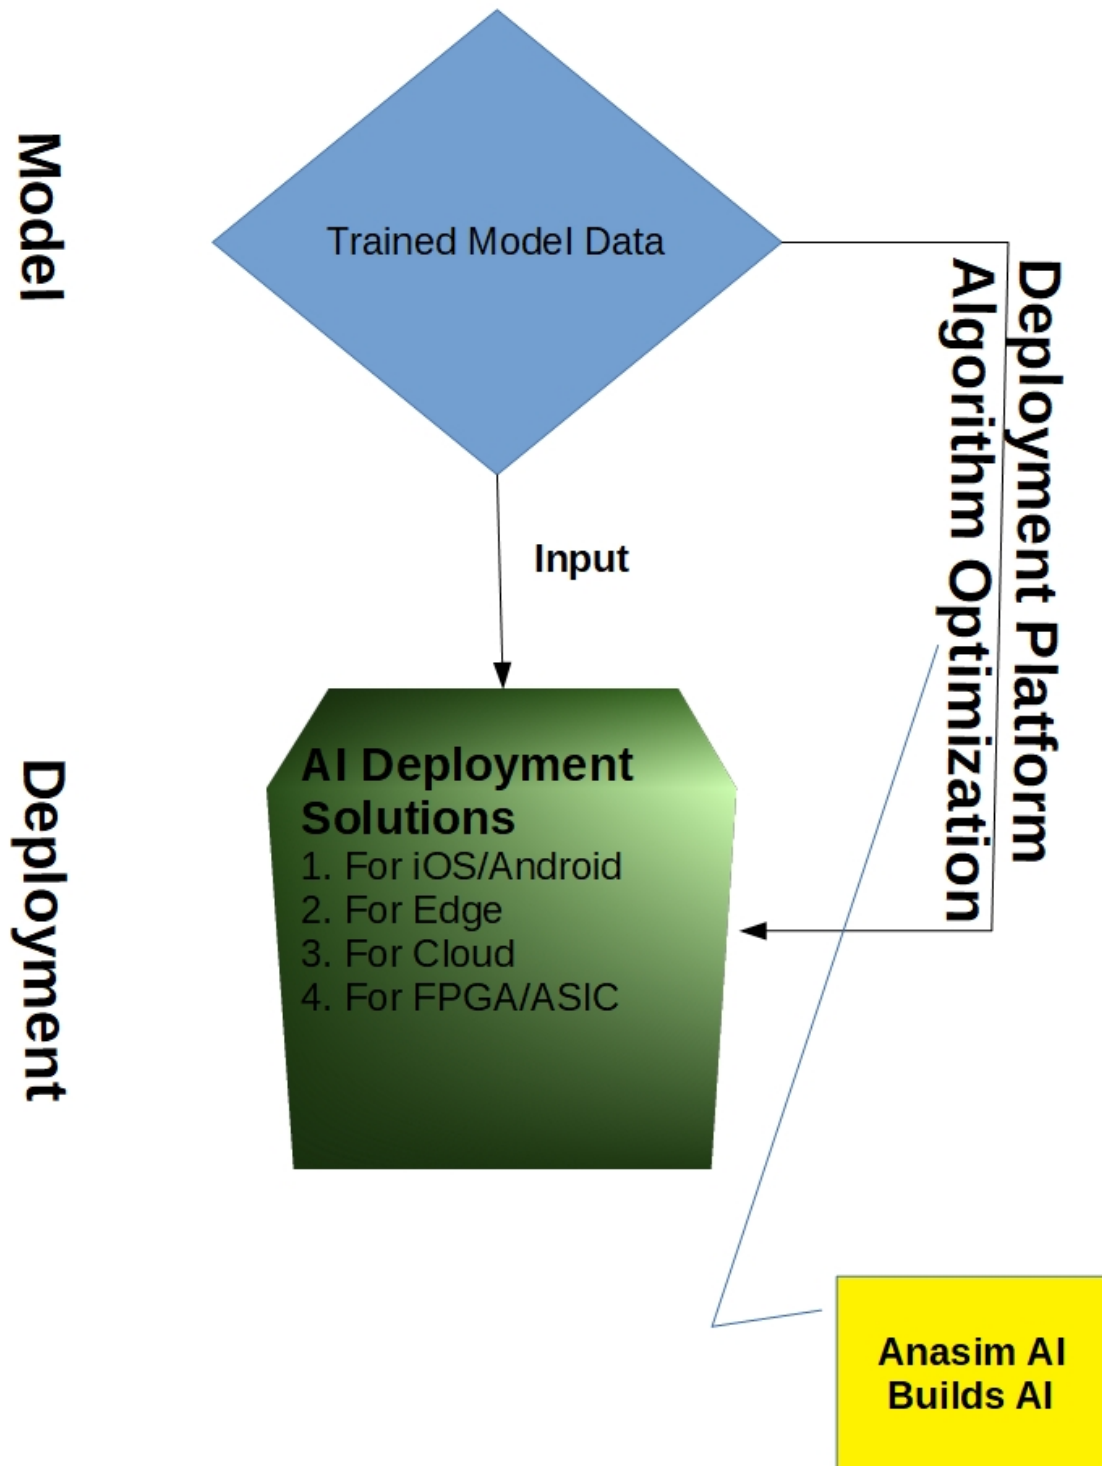 Model
Trained Model Data
Deployment Platform
Algorithm Optimization
Input
Deployment
AI Deployment
Solutions
1. For iOS/Android
2. For Edge
3. For Cloud
4. For FPGA/ASIC
Anasim AI
Builds AI